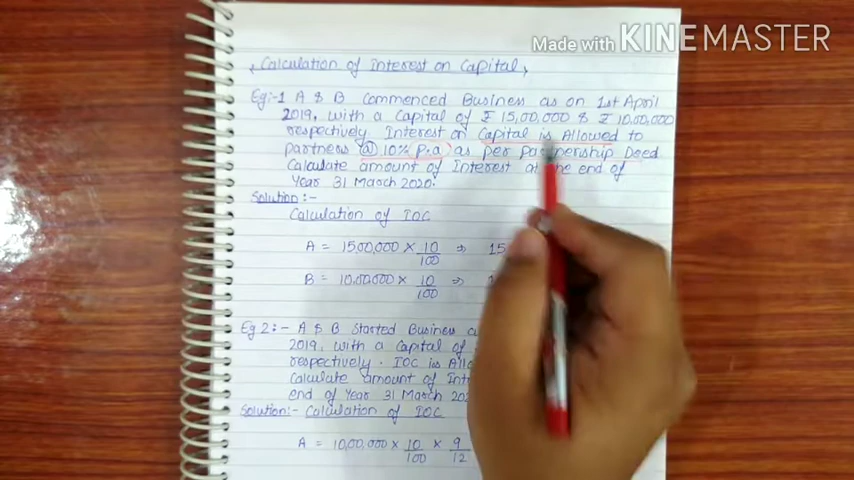 Made with KINEMASTER
Calculation of Interest on Capital
Eg:-1 A & B Commenced Business as on 1st April
2019, with a Capital of ₹ 15,00,000 & ₹ 10,00,000
respectively Interest on Capital is Allowed to
partners @ 10% p.a as per partnership Deed
Calculate amount of Interest at the end of
Year 31 March 2020.
Solution :-
Calculation of IOC
A = 15,00,000 × 10/100 ⇒ 15
B = 10,00,000 × 10/100 ⇒
Eg 2:- A & B Started Business
2019, with a Capital of
respectively. IOC is
Calculate amount of
end of Year 31 March
Solution:- Calculation of IOC
A = 10,00,000 × 10/100 × 9/12